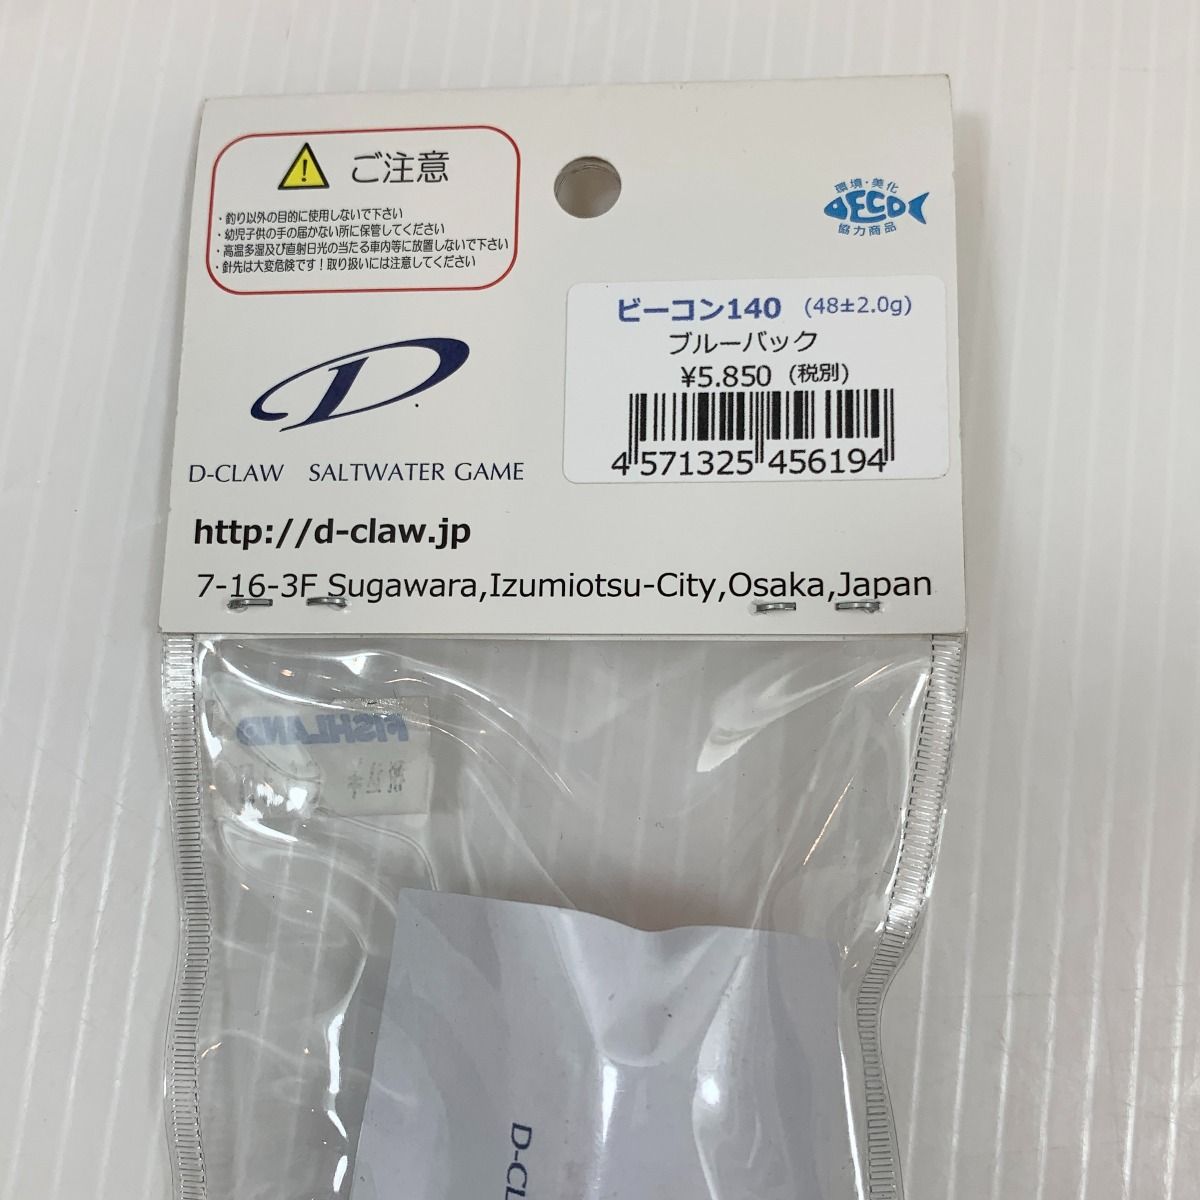 ご注意
・釣り以外の目的に使用しないで下さい
・幼児子供の手の届かない所に保管してください
・高温多湿及び直射日光の当たる車内等に放置しないで下さい
・針先は大変危険です!取り扱いには注意してください
環境・美化
ECO
協力商品
ビーコン140 (48±2.0g)
ブルーバック
¥5.850 (税別)
4 571325 456194
D
D-CLAW SALTWATER GAME
http://d-claw.jp
7-16-3F Sugawara,Izumiotsu-City,Osaka,Japan
FISHLAND
D-CL